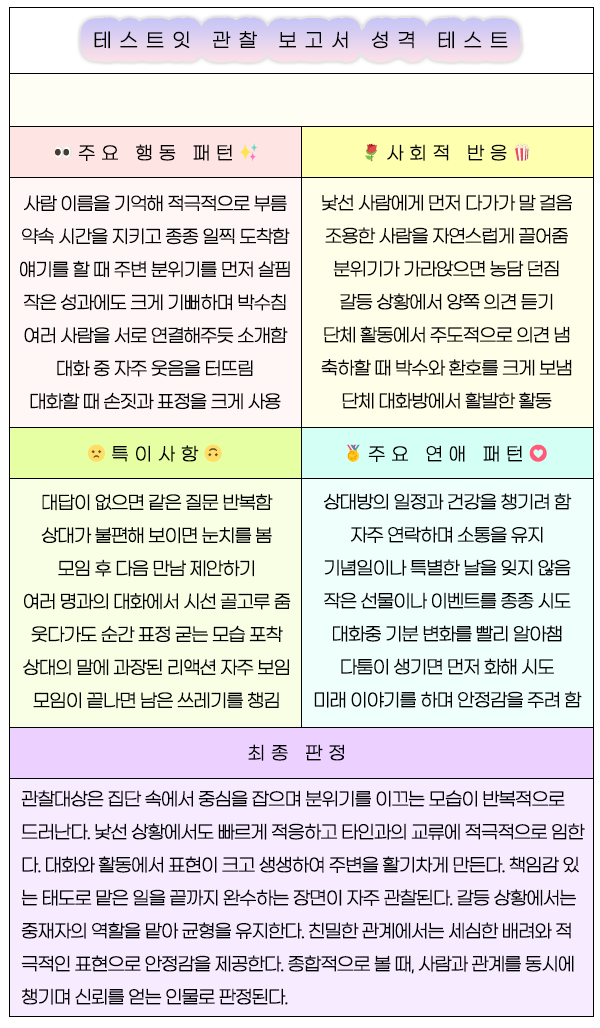 테스트잇 관찰 보고서 성격 테스트
👀주요 행동 패턴✨
🌹사회적 반응🍿
사람 이름을 기억해 적극적으로 부름
약속 시간을 지키고 종종 일찍 도착함
얘기를 할 때 주변 분위기를 먼저 살핌
작은 성과에도 크게 기뻐하며 박수침
여러 사람을 서로 연결해주듯 소개함
대화 중 자주 웃음을 터뜨림
대화할 때 손짓과 표정을 크게 사용
낯선 사람에게 먼저 다가가 말 걸음
조용한 사람을 자연스럽게 끌어줌
분위기가 가라앉으면 농담 던짐
갈등 상황에서 양쪽 의견 듣기
단체 활동에서 주도적으로 의견 냄
축하할 때 박수와 환호를 크게 보냄
단체 대화방에서 활발한 활동
🙁특이사항🙃
🏅주요 연애 패턴💟
대답이 없으면 같은 질문 반복함
상대가 불편해 보이면 눈치를 봄
모임 후 다음 만남 제안하기
여러 명과의 대화에서 시선 골고루 줌
웃다가도 순간 표정 굳는 모습 포착
상대의 말에 과장된 리액션 자주 보임
모임이 끝나면 남은 쓰레기를 챙김
상대방의 일정과 건강을 챙기려 함
자주 연락하며 소통을 유지
기념일이나 특별한 날을 잊지 않음
작은 선물이나 이벤트를 종종 시도
대화중 기분 변화를 빨리 알아챔
다툼이 생기면 먼저 화해 시도
미래 이야기를 하며 안정감을 주려 함
최종 판정
관찰대상은 집단 속에서 중심을 잡으며 분위기를 이끄는 모습이 반복적으로
드러난다. 낯선 상황에서도 빠르게 적응하고 타인과의 교류에 적극적으로 임한
다. 대화와 활동에서 표현이 크고 생생하여 주변을 활기차게 만든다. 책임감 있
는 태도로 맡은 일을 끝까지 완수하는 장면이 자주 관찰된다. 갈등 상황에서는
중재자의 역할을 맡아 균형을 유지한다. 친밀한 관계에서는 세심한 배려와 적
극적인 표현으로 안정감을 제공한다. 종합적으로 볼 때, 사람과 관계를 동시에
챙기며 신뢰를 얻는 인물로 판정된다.